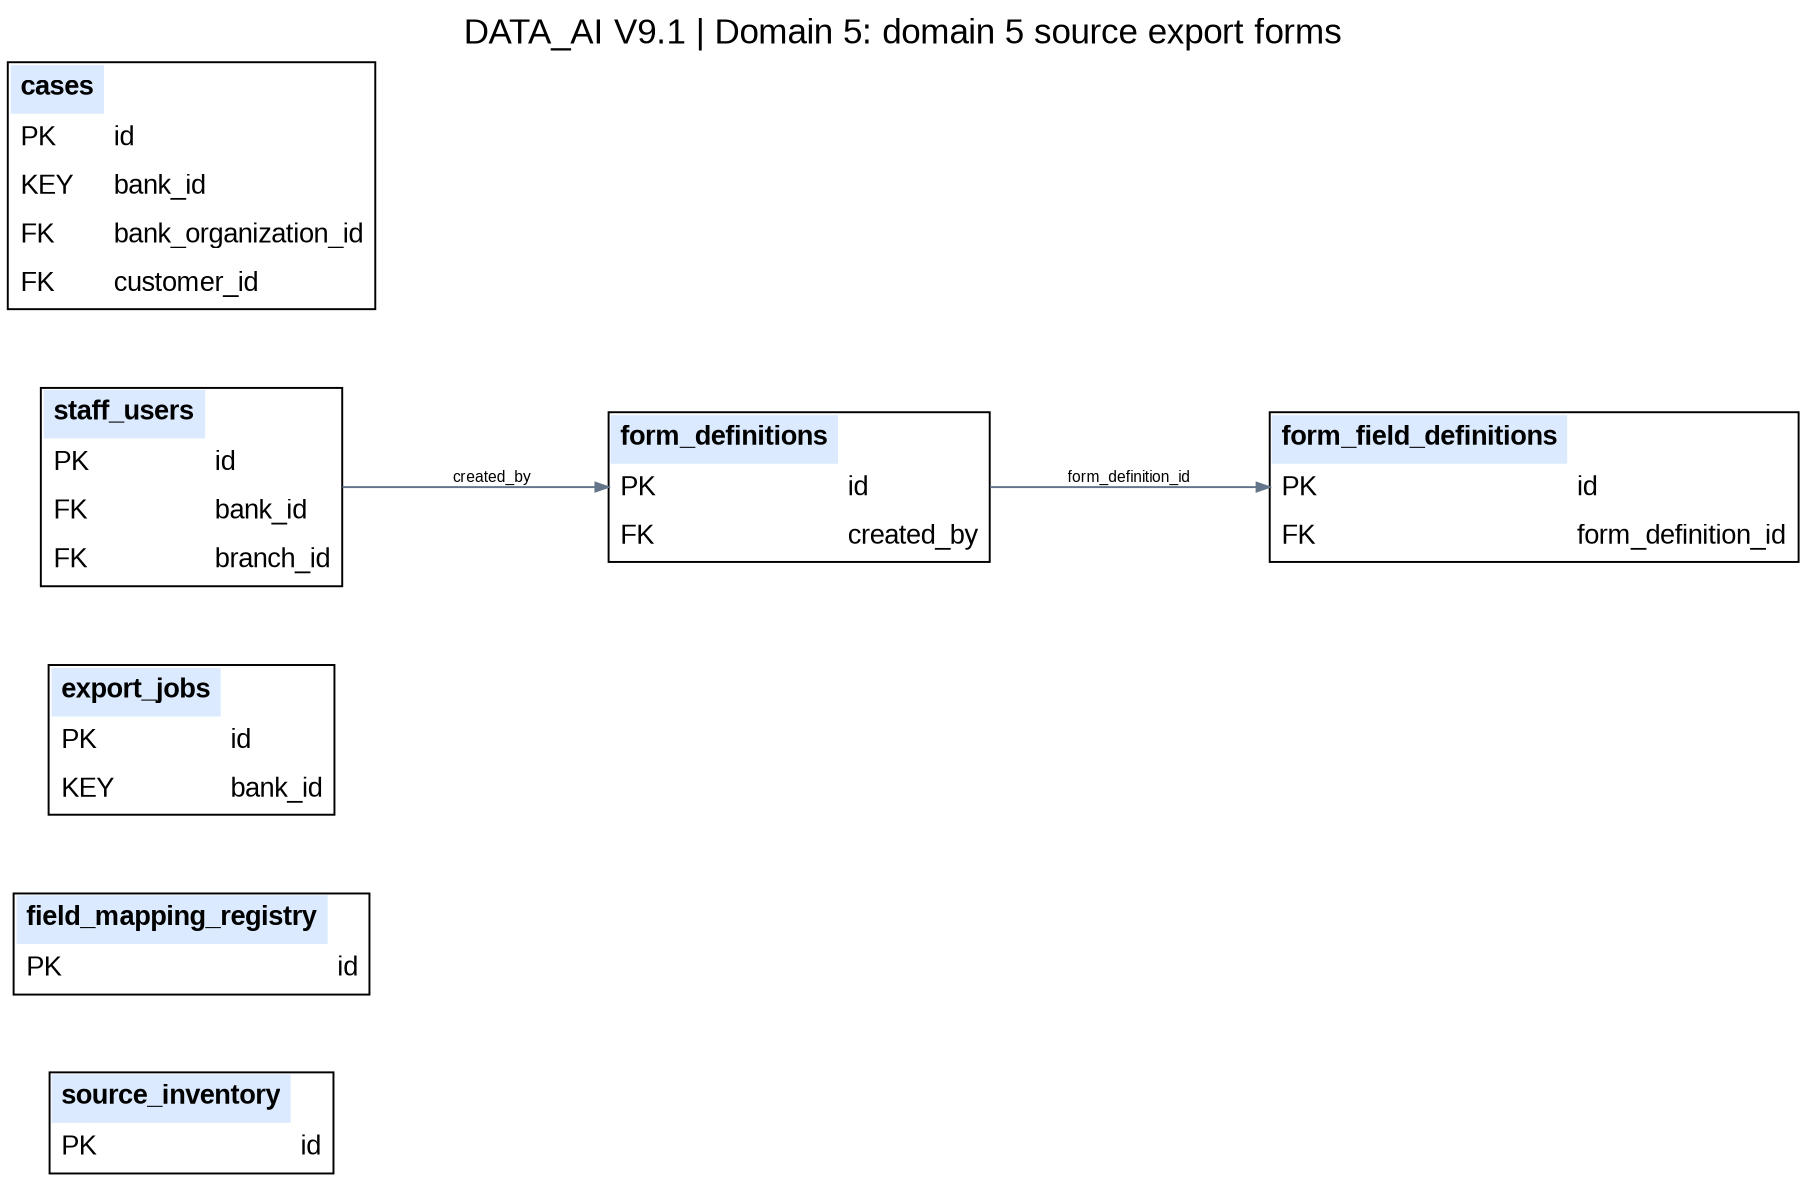 DATA_AI V9.1 | Domain 5: domain 5 source export forms
cases
PK id
KEY bank_id
FK bank_organization_id
FK customer_id
staff_users
PK id
FK bank_id
FK branch_id
created_by
form_definitions
PK id
FK created_by
form_definition_id
form_field_definitions
PK id
FK form_definition_id
export_jobs
PK id
KEY bank_id
field_mapping_registry
PK id
source_inventory
PK id